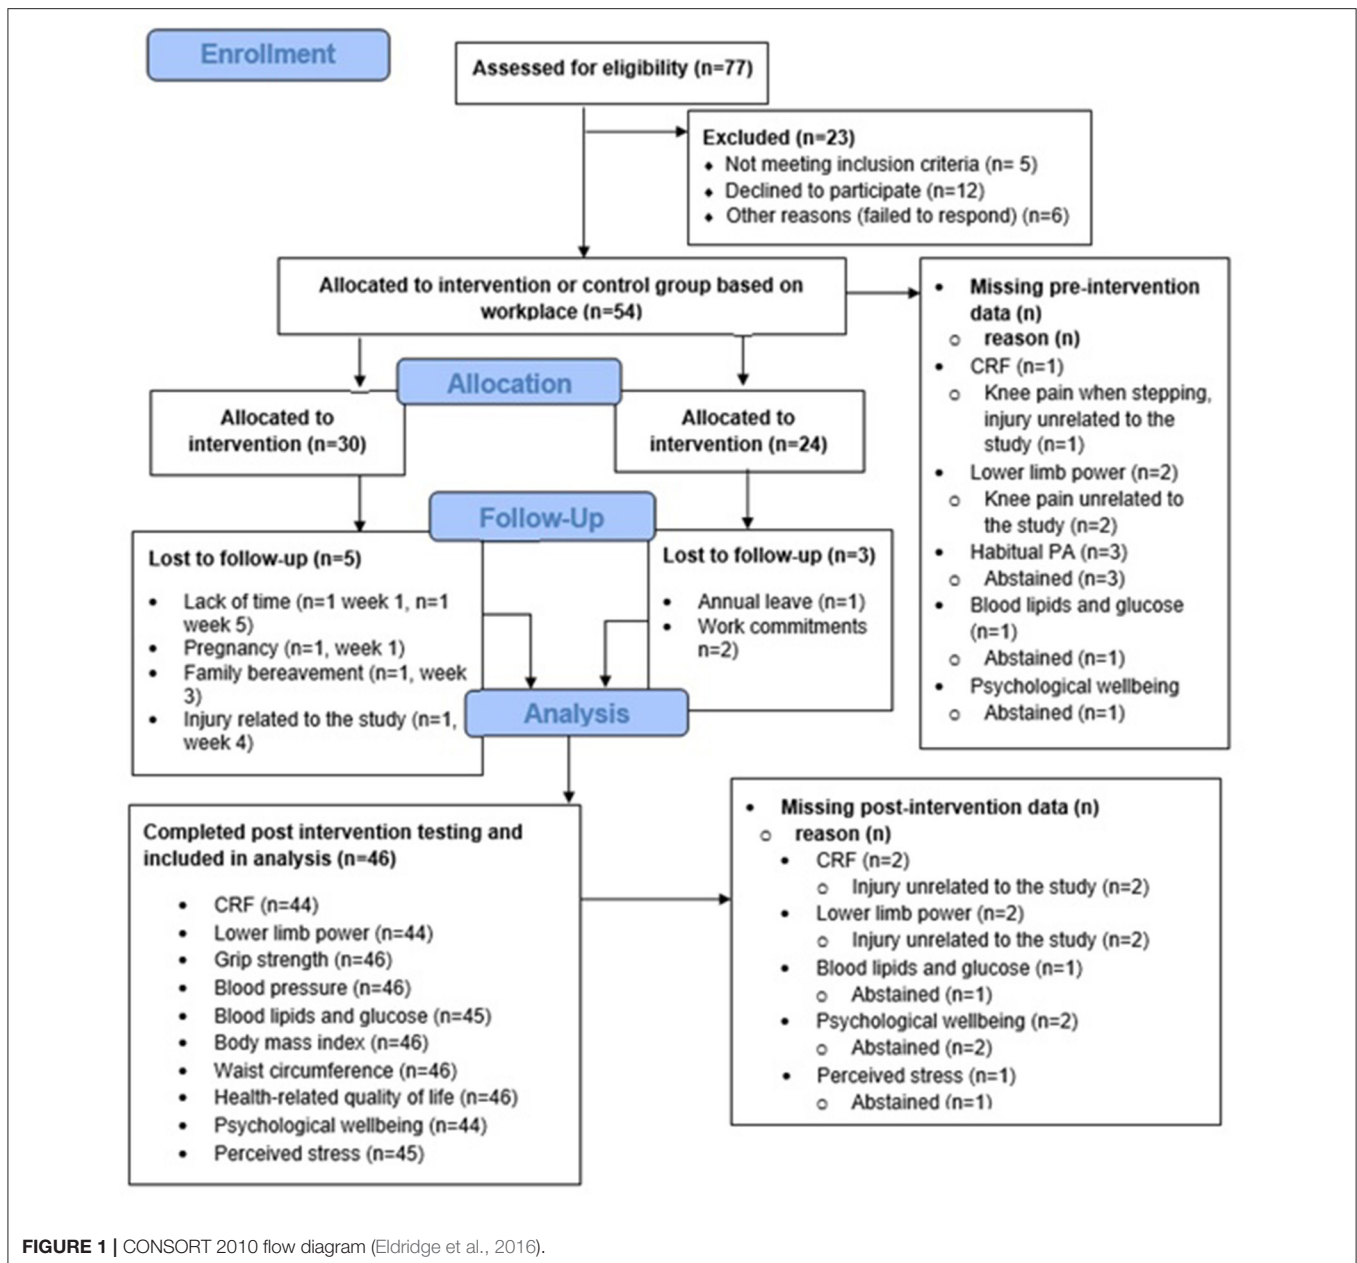 Enrollment
Assessed for eligibility (n=77)
Excluded (n=23)
⬥ Not meeting inclusion criteria (n= 5)
⬥ Declined to participate (n=12)
⬥ Other reasons (failed to respond) (n=6)
Allocated to intervention or control group based on
workplace (n=54)
• Missing pre-intervention
data (n)
o reason (n)
• CRF (n=1)
o Knee pain when stepping,
injury unrelated to the
study (n=1)
• Lower limb power (n=2)
o Knee pain unrelated to
the study (n=2)
• Habitual PA (n=3)
o Abstained (n=3)
• Blood lipids and glucose
(n=1)
o Abstained (n=1)
• Psychological wellbeing
o Abstained (n=1)
Allocation
Allocated to
intervention (n=30)
Allocated to
intervention (n=24)
Follow-Up
Lost to follow-up (n=5)
• Lack of time (n=1 week 1, n=1
week 5)
• Pregnancy (n=1, week 1)
• Family bereavement (n=1, week
3)
• Injury related to the study (n=1,
week 4)
Lost to follow-up (n=3)
• Annual leave (n=1)
• Work commitments
n=2)
Analysis
Completed post intervention testing and
included in analysis (n=46)
• CRF (n=44)
• Lower limb power (n=44)
• Grip strength (n=46)
• Blood pressure (n=46)
• Blood lipids and glucose (n=45)
• Body mass index (n=46)
• Waist circumference (n=46)
• Health-related quality of life (n=46)
• Psychological wellbeing (n=44)
• Perceived stress (n=45)
• Missing post-intervention data (n)
o reason (n)
• CRF (n=2)
o Injury unrelated to the study (n=2)
• Lower limb power (n=2)
o Injury unrelated to the study (n=2)
• Blood lipids and glucose (n=1)
o Abstained (n=1)
• Psychological wellbeing (n=2)
o Abstained (n=2)
• Perceived stress (n=1)
o Abstained (n=1)
FIGURE 1 | CONSORT 2010 flow diagram (Eldridge et al., 2016).